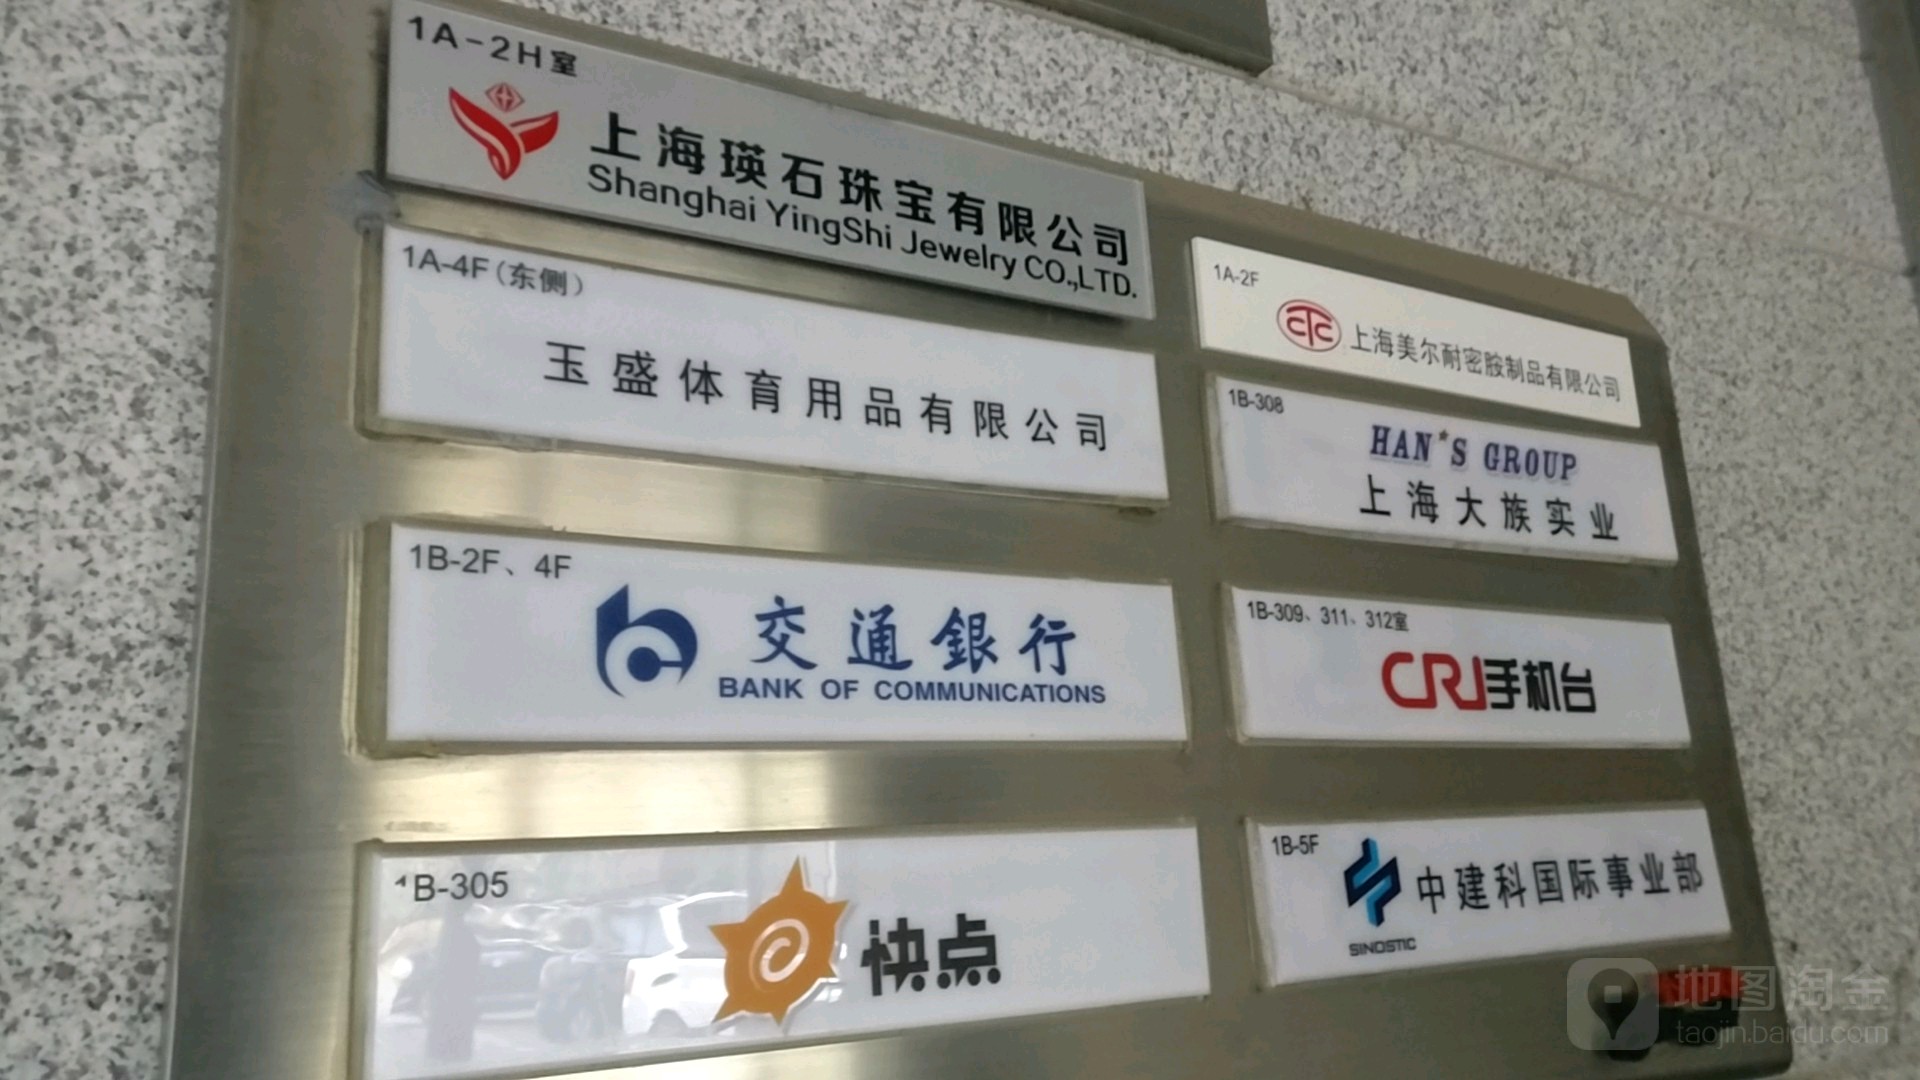 1A-2H室
上海瑛石珠宝有限公司
Shanghai YingShi Jewelry CO.,LTD.
1A-4F(东侧)
玉盛体育用品有限公司
1B-2F、4F
交通銀行
BANK OF COMMUNICATIONS
1B-305
快点
1A-2F
CTC 上海美尔耐密胺制品有限公司
1B-308
HAN*S GROUP
上海大族实业
1B-309、311、312室
CRI手机台
1B-5F
中建科国际事业部
SINOSTIC
地图淘金
taojin.baidu.com